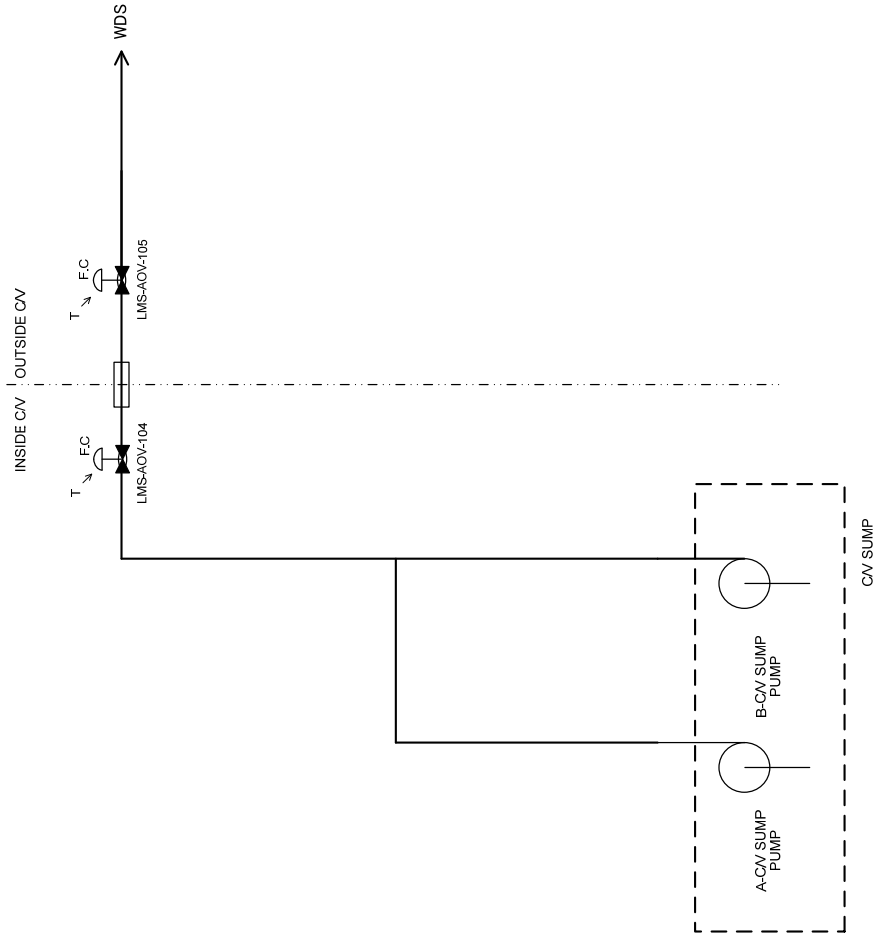 WDS
OUTSIDE C/V
INSIDE C/V
F.C
T
LMS-AOV-105
F.C
T
LMS-AOV-104
C/V SUMP
B-C/V SUMP
PUMP
A-C/V SUMP
PUMP